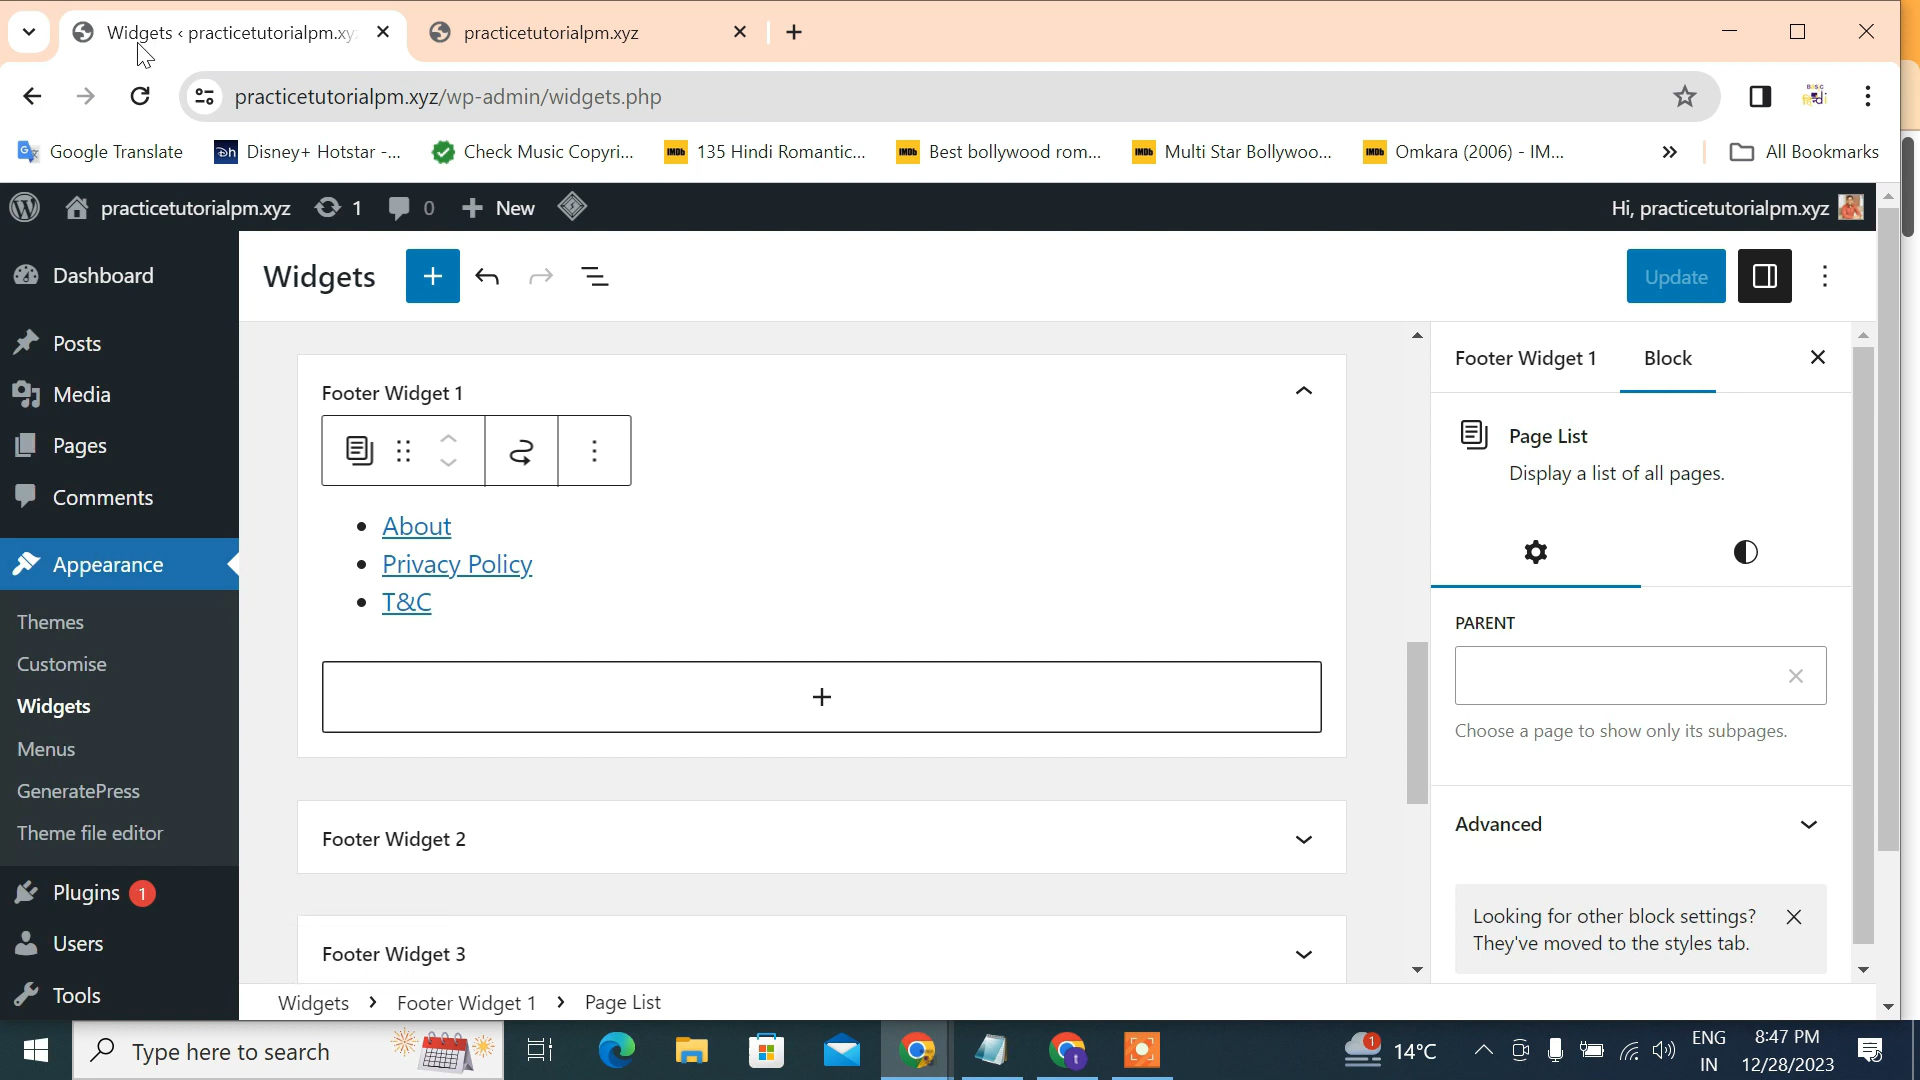 Widgets ‹ practicetutorialpm.xy
practicetutorialpm.xyz
practicetutorialpm.xyz/wp-admin/widgets.php
Google Translate
Disney+ Hotstar -...
Check Music Copyri...
IMDb 135 Hindi Romantic...
IMDb Best bollywood rom...
IMDb Multi Star Bollywoo...
IMDb Omkara (2006) - IM...
All Bookmarks
practicetutorialpm.xyz
1
0
New
Hi, practicetutorialpm.xyz
Dashboard
Posts
Media
Pages
Comments
Appearance
Themes
Customise
Widgets
Menus
GeneratePress
Theme file editor
Plugins 1
Users
Tools
Widgets
Update
Footer Widget 1
About
Privacy Policy
T&C
Footer Widget 2
Footer Widget 3
Footer Widget 1
Block
Page List
Display a list of all pages.
PARENT
Choose a page to show only its subpages.
Advanced
Looking for other block settings?
They've moved to the styles tab.
Widgets
Footer Widget 1
Page List
Type here to search
1
14°C
ENG
IN
8:47 PM
12/28/2023